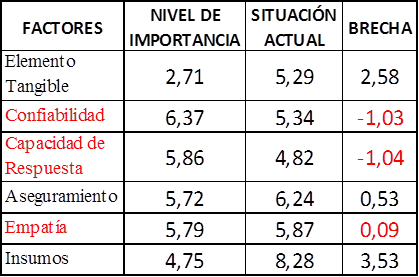 FACTORES NIVEL DE IMPORTANCIA SITUACIÓN ACTUAL BRECHA
Elemento Tangible 2,71 5,29 2,58
Confiabilidad 6,37 5,34 -1,03
Capacidad de Respuesta 5,86 4,82 -1,04
Aseguramiento 5,72 6,24 0,53
Empatía 5,79 5,87 0,09
Insumos 4,75 8,28 3,53